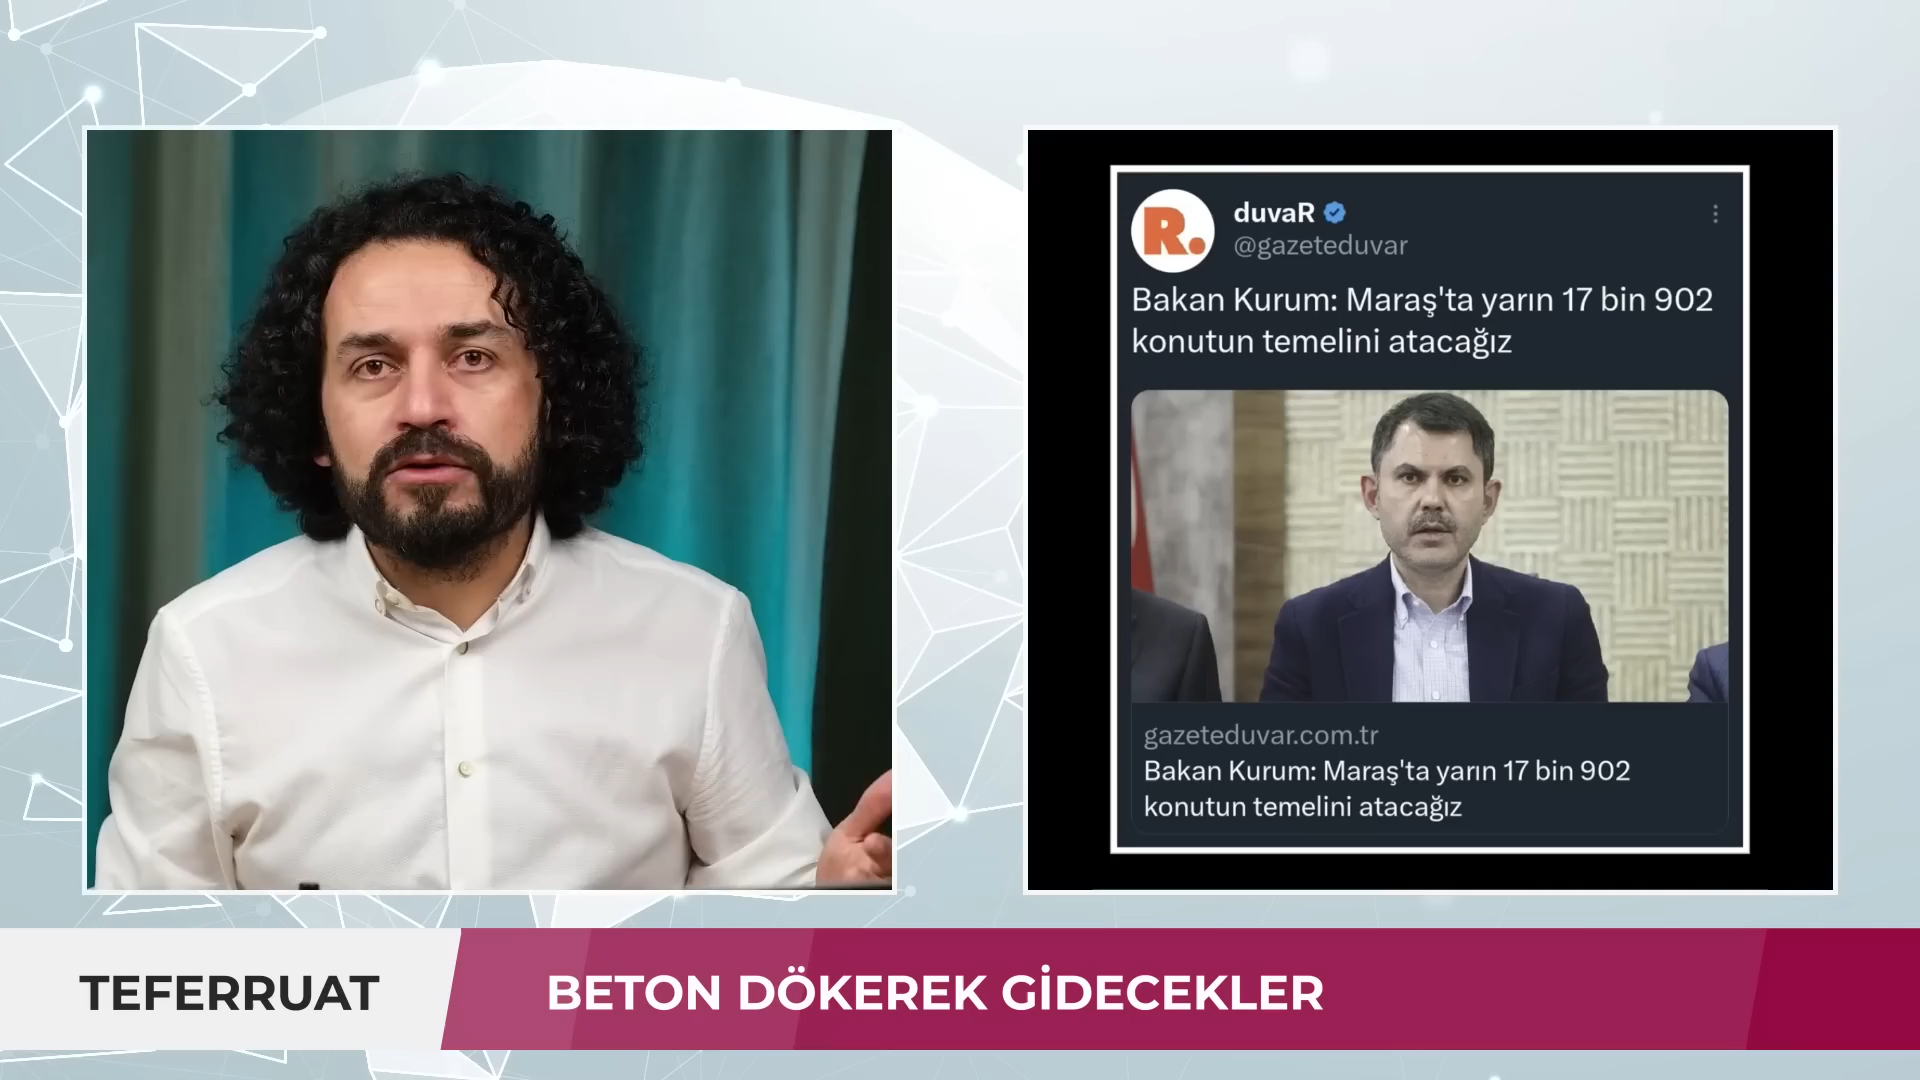 R.
duvaR
@gazeteduvar
Bakan Kurum: Maraş'ta yarın 17 bin 902
konutun temelini atacağız
gazeteduvar.com.tr
Bakan Kurum: Maraş'ta yarın 17 bin 902
konutun temelini atacağız
TEFERRUAT
BETON DÖKEREK GİDECEKLER